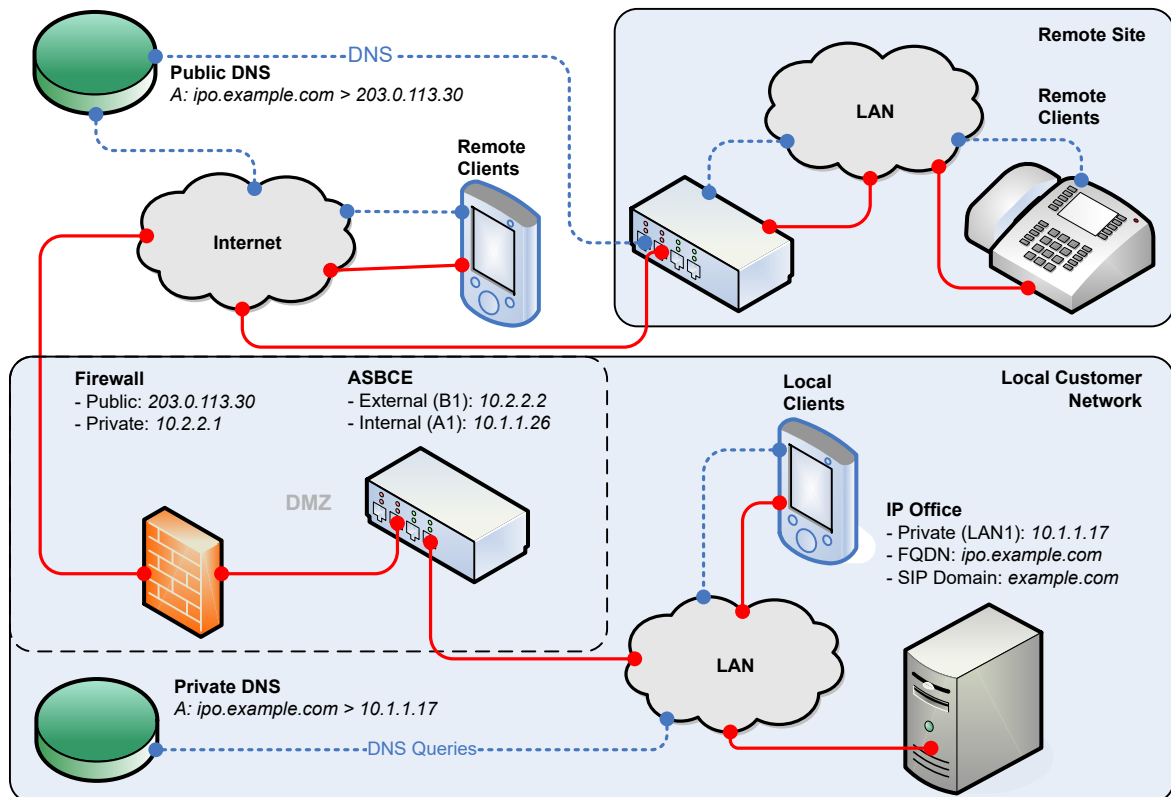 DNS
Public DNS
A: ipo.example.com > 203.0.113.30
Remote Site
LAN
Remote
Clients
Remote
Clients
Internet
Firewall
- Public: 203.0.113.30
- Private: 10.2.2.1
ASBCE
- External (B1): 10.2.2.2
- Internal (A1): 10.1.1.26
DMZ
Local Customer
Network
Local
Clients
IP Office
- Private (LAN1): 10.1.1.17
- FQDN: ipo.example.com
- SIP Domain: example.com
LAN
Private DNS
A: ipo.example.com > 10.1.1.17
DNS Queries